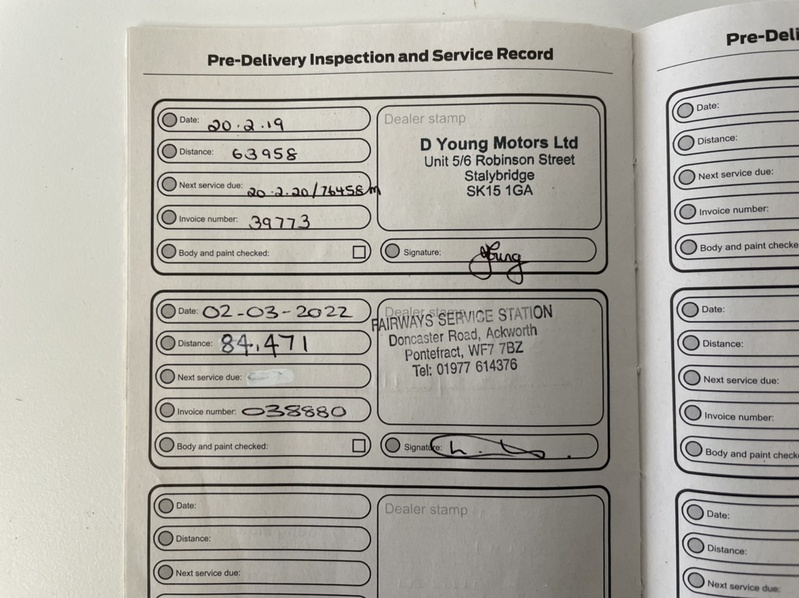 Pre-Delivery Inspection and Service Record
Date: 20.2.19
Distance: 63958
Next service due: 20.2.20/76458m
Invoice number: 39773
Body and paint checked:
Dealer stamp
D Young Motors Ltd
Unit 5/6 Robinson Street
Stalybridge
SK15 1GA
Signature: Young
Date: 02-03-2022
Distance: 84,471
Next service due:
Invoice number: 038880
Body and paint checked:
Dealer stamp
FAIRWAYS SERVICE STATION
Doncaster Road, Ackworth
Pontefract, WF7 7BZ
Tel: 01977 614376
Signature:
Date:
Distance:
Next service due:
Dealer stamp
Pre-Deli
Date:
Distance:
Next service due:
Invoice number:
Body and paint check
Date:
Distance:
Next service due:
Invoice number:
Body and paint check
Date:
Distance:
Next service due: